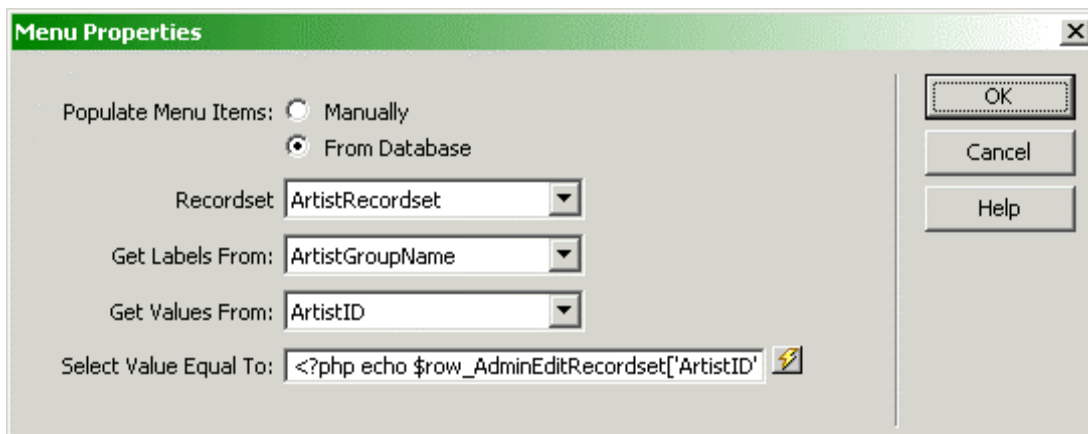 Menu Properties
Populate Menu Items: Manually
From Database
Recordset ArtistRecordset
Get Labels From: ArtistGroupName
Get Values From: ArtistID
Select Value Equal To: <?php echo $row_AdminEditRecordset['ArtistID'
OK
Cancel
Help